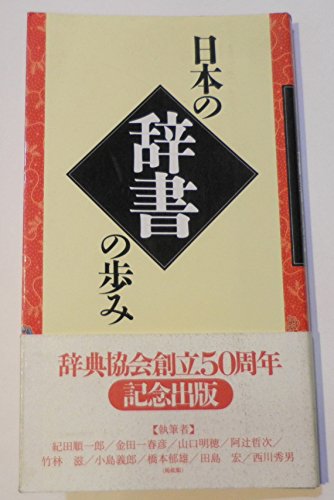 日本の
辞書
の歩み
辞典協会創立50周年
記念出版
【執筆者】
紀田順一郎/金田一春彦/山口明穂/阿辻哲次/
竹林 滋/小島義郎/橋本郁雄/田島 宏/西川秀男
(掲載順)